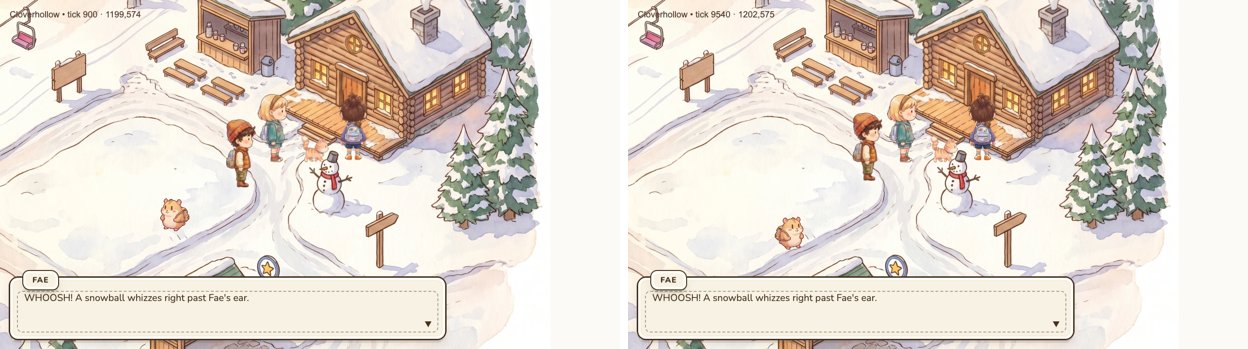 Cloverhollow • tick 900 · 1199,574
FAE
WHOOSH! A snowball whizzes right past Fae's ear.
Cloverhollow • tick 9540 · 1202,575
FAE
WHOOSH! A snowball whizzes right past Fae's ear.